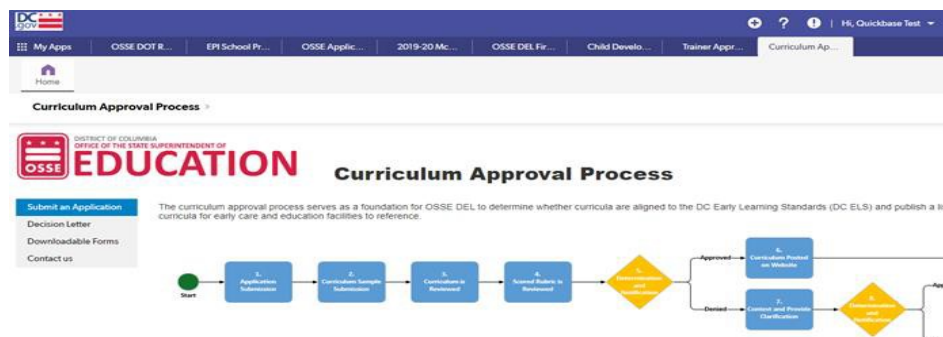 DC
.gov
Hi, Quickbase Test
My Apps
OSSE DOT R...
EPI School Pr...
OSSE Applic...
2019-20 Mc...
OSSE DEL Fir...
Child Develo...
Trainer Appr...
Curriculum Ap...
Home
Curriculum Approval Process >
DISTRICT OF COLUMBIA
OFFICE OF THE STATE SUPERINTENDENT OF
OSSE
EDUCATION
Curriculum Approval Process
Submit an Application
Decision Letter
Downloadable Forms
Contact us
The curriculum approval process serves as a foundation for OSSE DEL to determine whether curricula are aligned to the DC Early Learning Standards (DC ELS) and publish a li
curricula for early care and education facilities to reference.
Start
1.
Application
Submission
2.
Curriculum Sample
Submission
3.
Curriculum is
Reviewed
4.
Scored Rubric is
Reviewed
5.
Determination
and
Notification
Approved
6.
Curriculum Posted
on Website
Denied
7.
Contest and Provide
Clarification
Determination
and
Notification
App